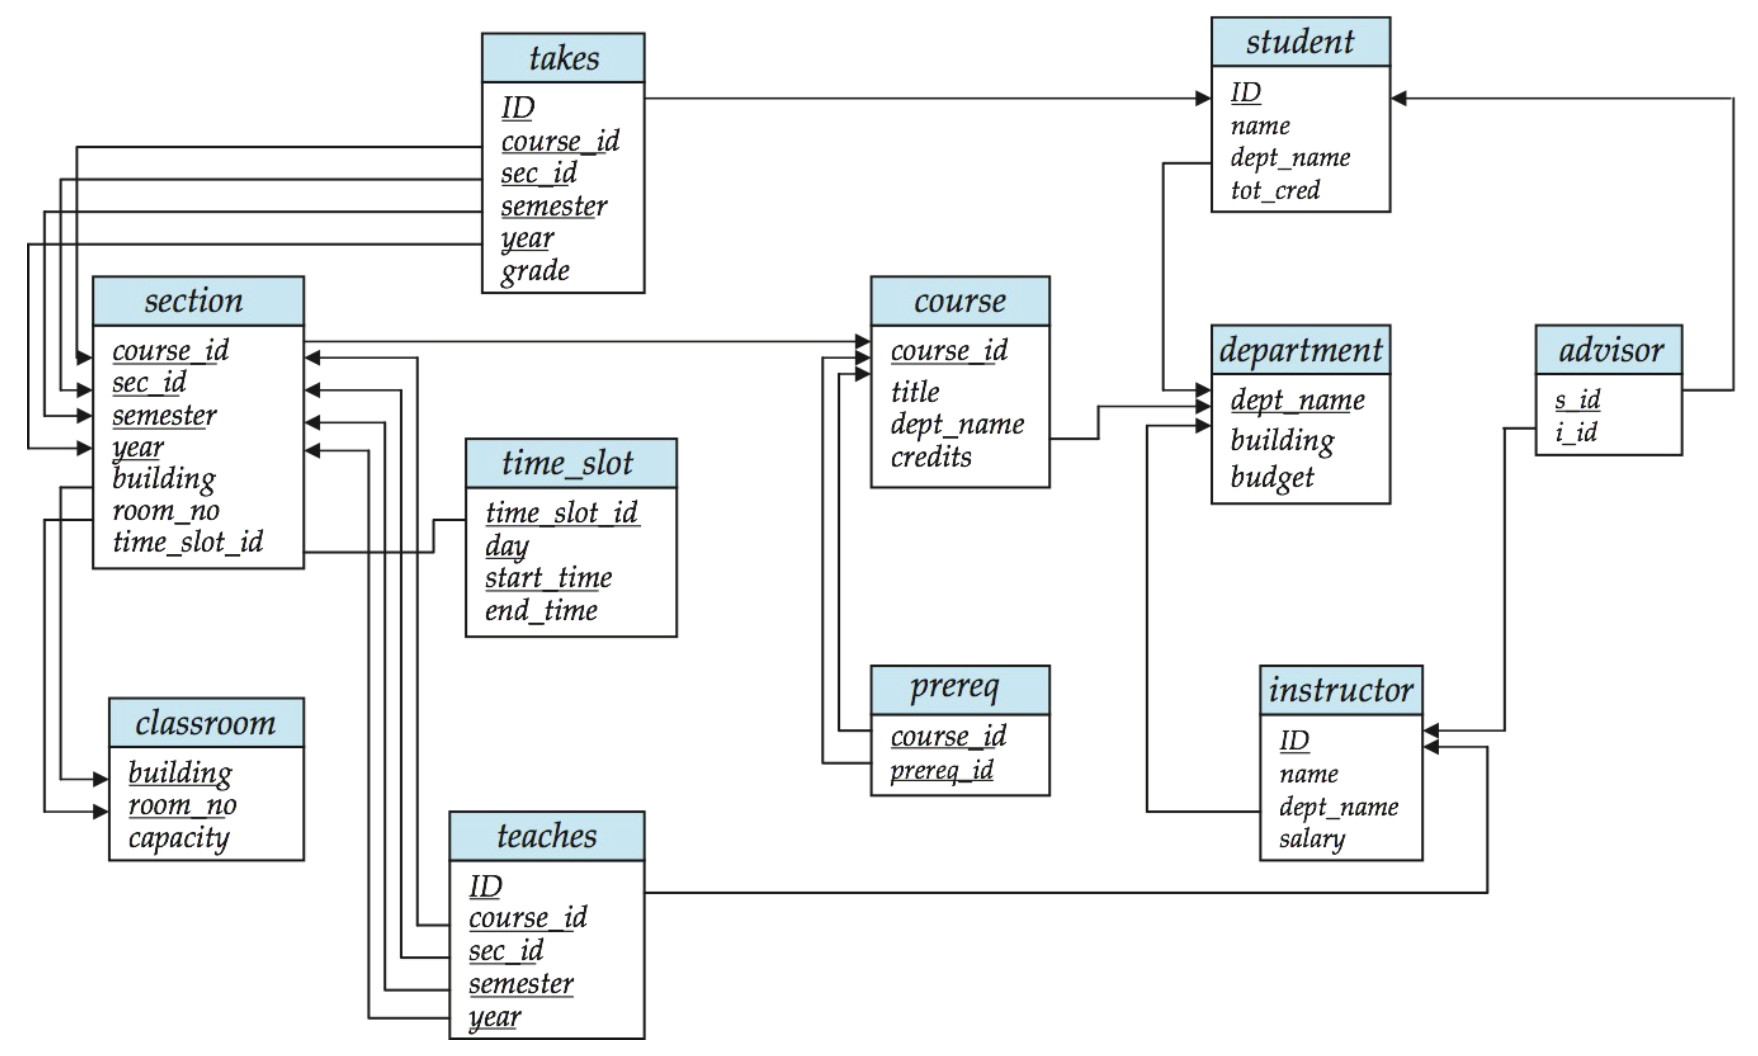 takes
ID
course_id
sec_id
semester
year
grade
student
ID
name
dept_name
tot_cred
section
course_id
sec_id
semester
year
building
room_no
time_slot_id
course
course_id
title
dept_name
credits
department
dept_name
building
budget
advisor
s_id
i_id
time_slot
time_slot_id
day
start_time
end_time
prereq
course_id
prereq_id
instructor
ID
name
dept_name
salary
classroom
building
room_no
capacity
teaches
ID
course_id
sec_id
semester
year